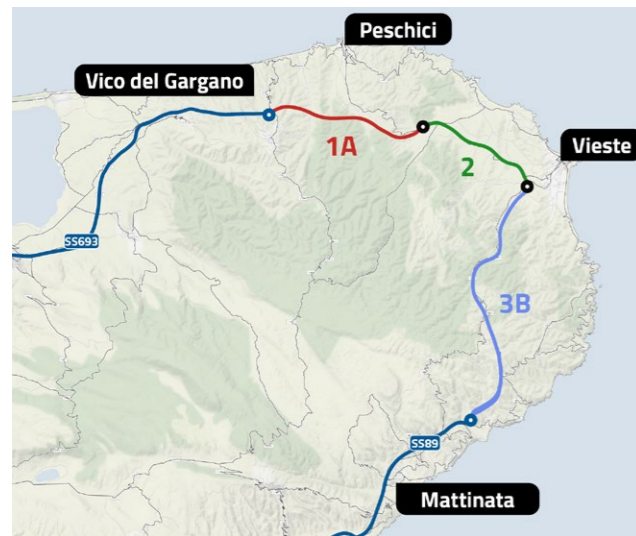 Peschici
Vico del Gargano
1A
2
Vieste
SS693
3B
SS89
Mattinata